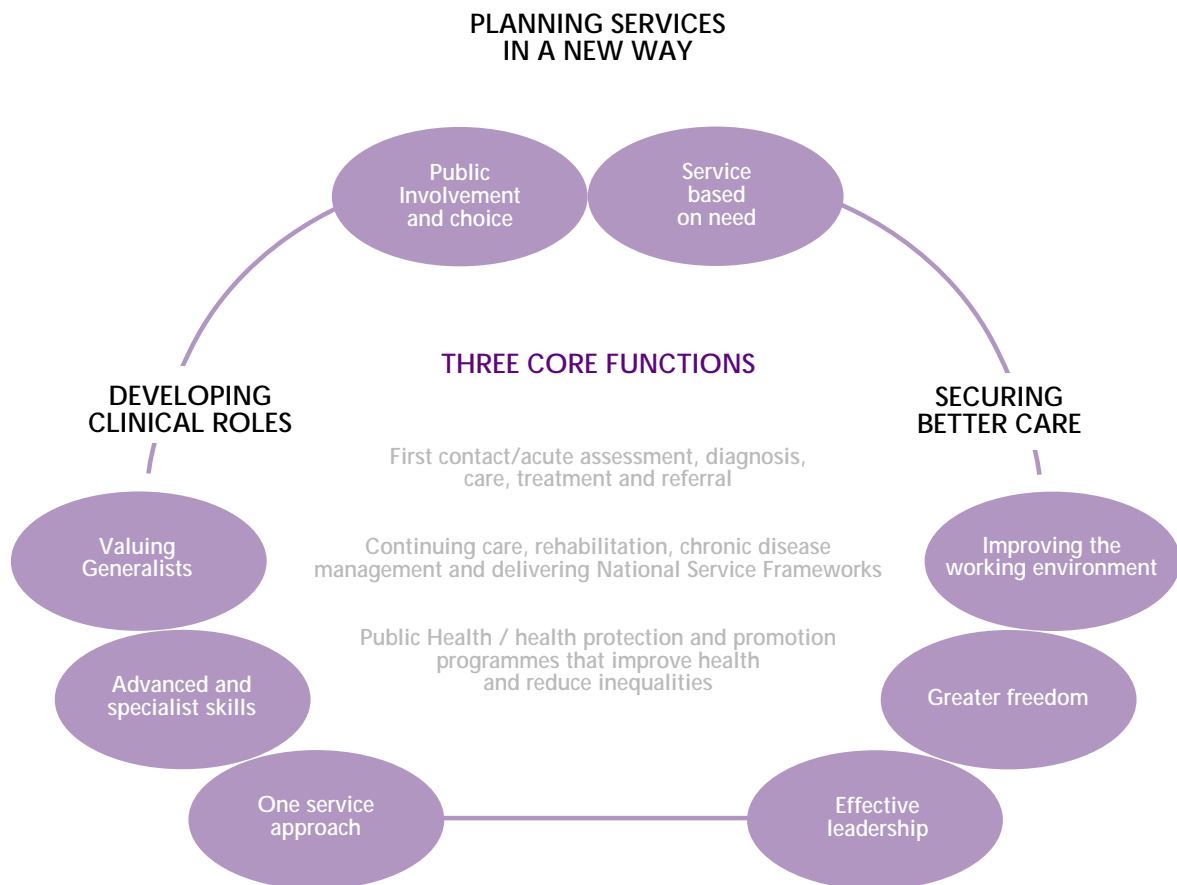 PLANNING SERVICES
IN A NEW WAY
Public
Involvement
and choice
Service
based
on need
THREE CORE FUNCTIONS
DEVELOPING
CLINICAL ROLES
SECURING
BETTER CARE
First contact/acute assessment, diagnosis,
care, treatment and referral
Valuing
Generalists
Continuing care, rehabilitation, chronic disease
management and delivering National Service Frameworks
Improving the
working environment
Public Health / health protection and promotion
programmes that improve health
and reduce inequalities
Advanced and
specialist skills
Greater freedom
One service
approach
Effective
leadership